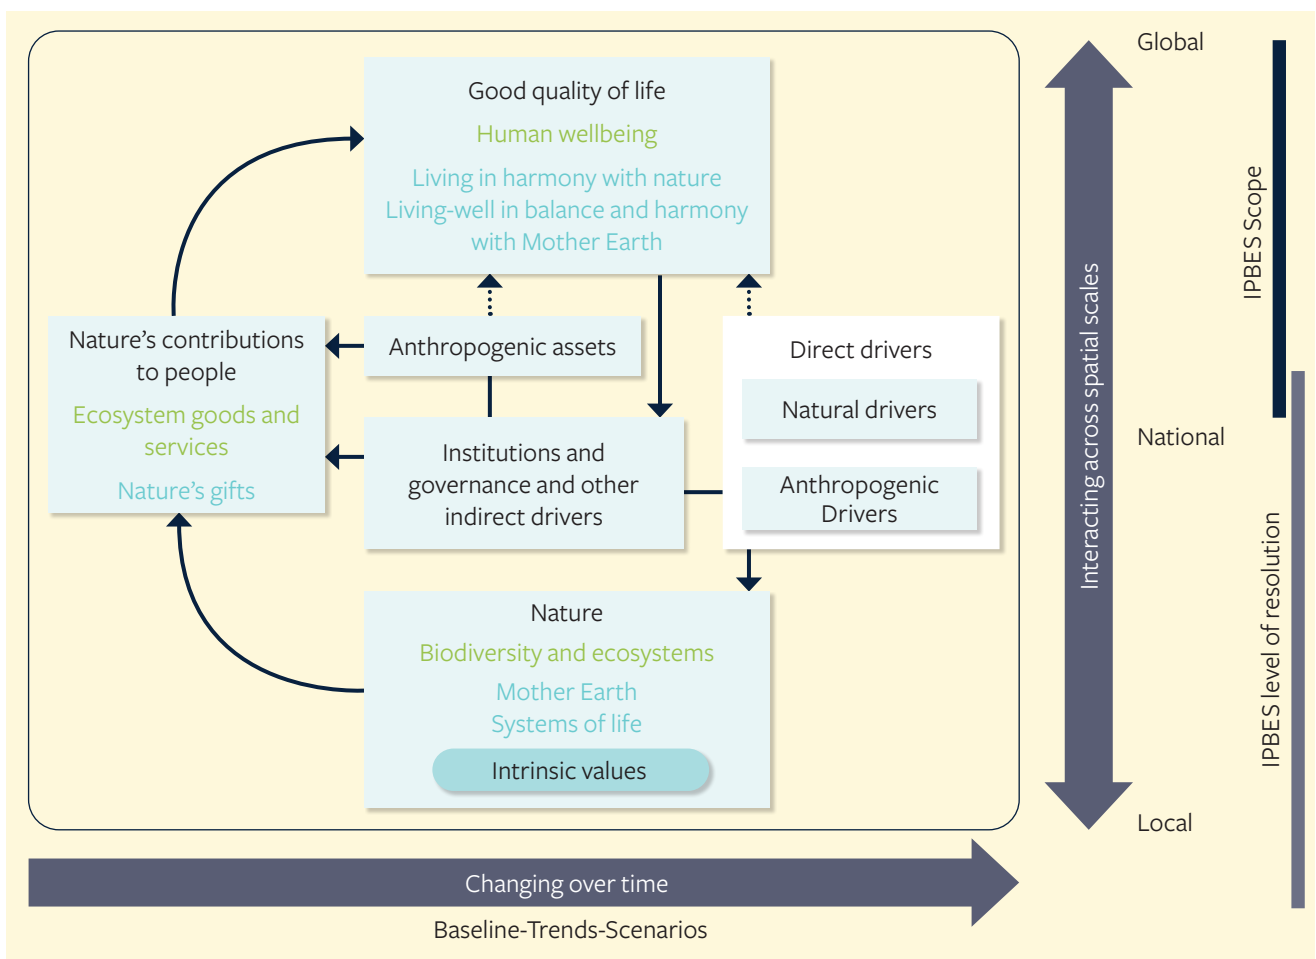 Good quality of life
Human wellbeing
Living in harmony with nature
Living-well in balance and harmony
with Mother Earth
Nature’s contributions
to people
Ecosystem goods and
services
Nature’s gifts
Anthropogenic assets
Institutions and
governance and other
indirect drivers
Direct drivers
Natural drivers
Anthropogenic
Drivers
Nature
Biodiversity and ecosystems
Mother Earth
Systems of life
Intrinsic values
Changing over time
Baseline-Trends-Scenarios
Interacting across spatial scales
Global
National
Local
IPBES Scope
IPBES level of resolution